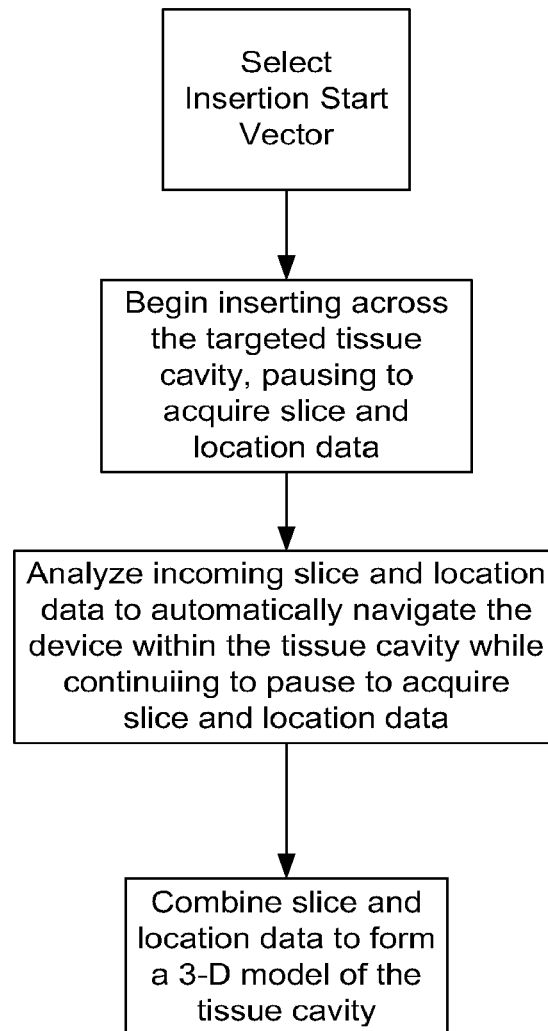 Select
Insertion Start
Vector
Begin inserting across
the targeted tissue
cavity, pausing to
acquire slice and
location data
Analyze incoming slice and location
data to automatically navigate the
device within the tissue cavity while
continuiing to pause to acquire
slice and location data
Combine slice and
location data to form
a 3-D model of the
tissue cavity